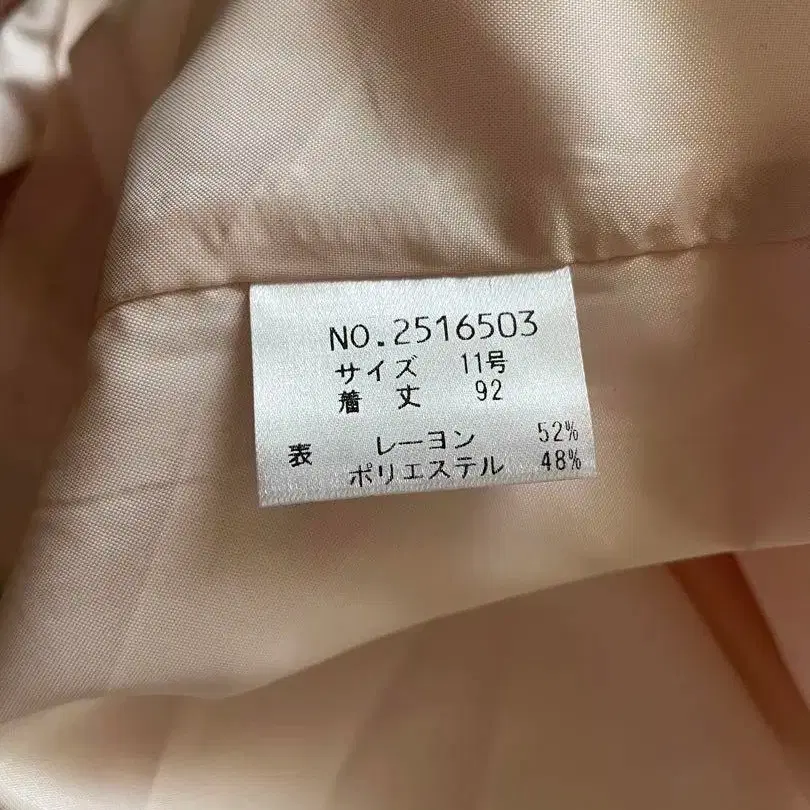 NO.2516503
サイズ 11号
着丈 92
表 レーヨン 52%
ポリエステル 48%